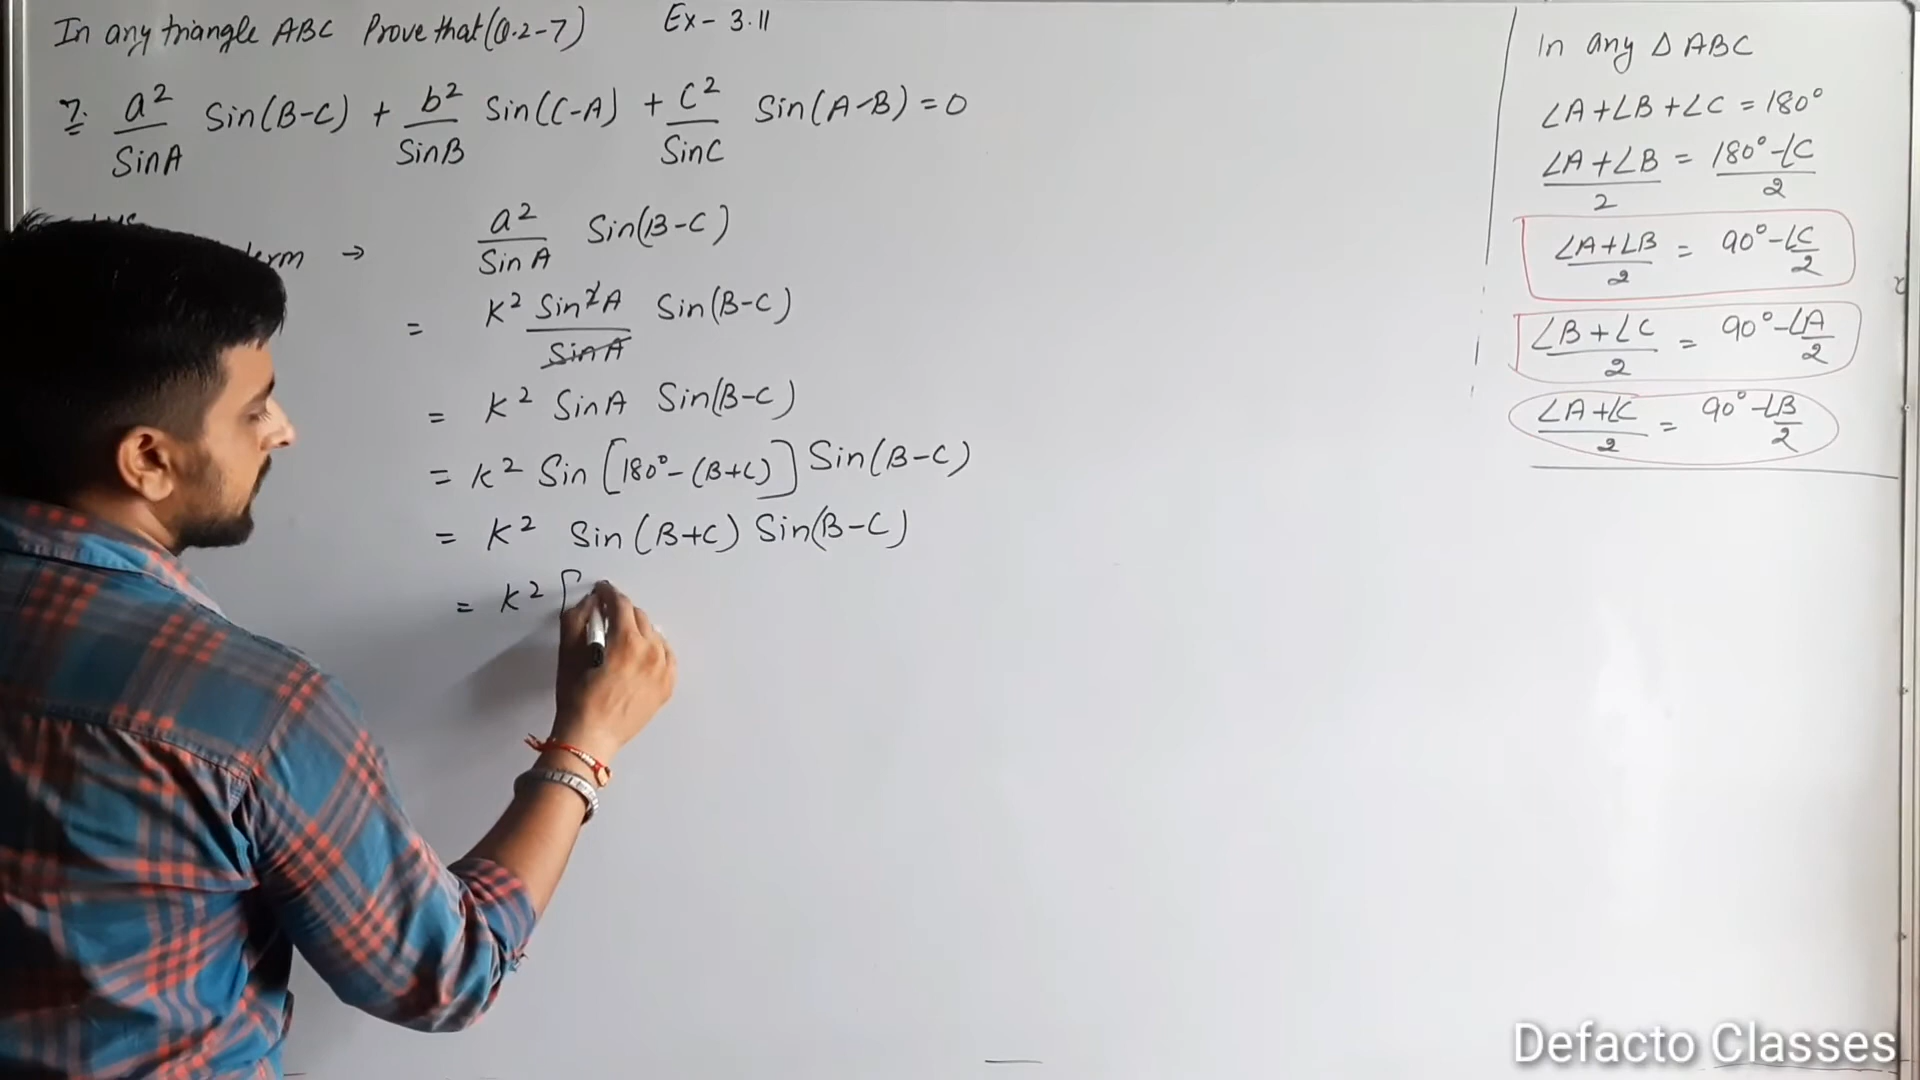 In any triangle ABC Prove that (Q.2-7) Ex- 3.11
7. a²/SinA Sin(B-C) + b²/SinB Sin(C-A) + c²/SinC Sin(A-B) = 0
→ a²/SinA Sin(B-C)
= K² Sin²A/SinA Sin(B-C)
= K² SinA Sin(B-C)
= K² Sin [180°-(B+C)] Sin(B-C)
= K² Sin (B+C) Sin(B-C)
= K² [
In any △ ABC
∠A+∠B+∠C = 180°
∠A+∠B/2 = 180°-∠C/2
∠A+∠B/2 = 90°-∠C/2
∠B+∠C/2 = 90°-∠A/2
∠A+∠C/2 = 90°-∠B/2
Defacto Classes